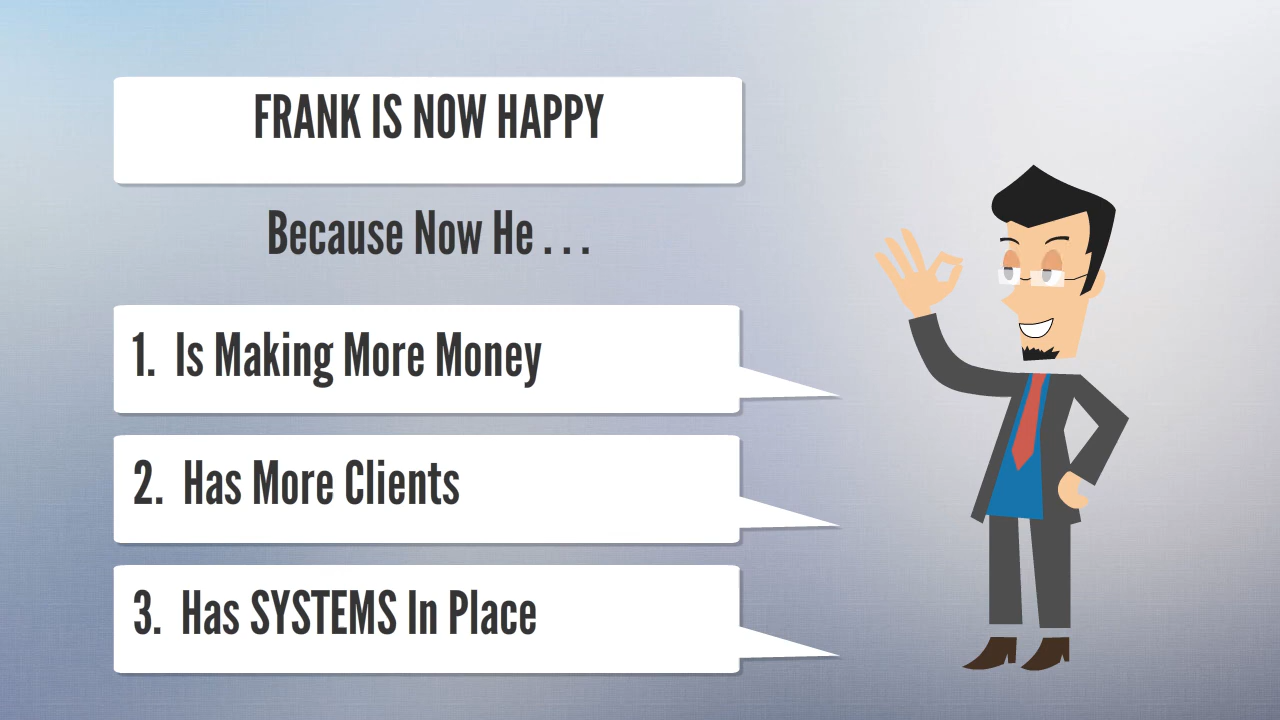 FRANK IS NOW HAPPY
Because Now He . . .
1. Is Making More Money
2. Has More Clients
3. Has SYSTEMS In Place